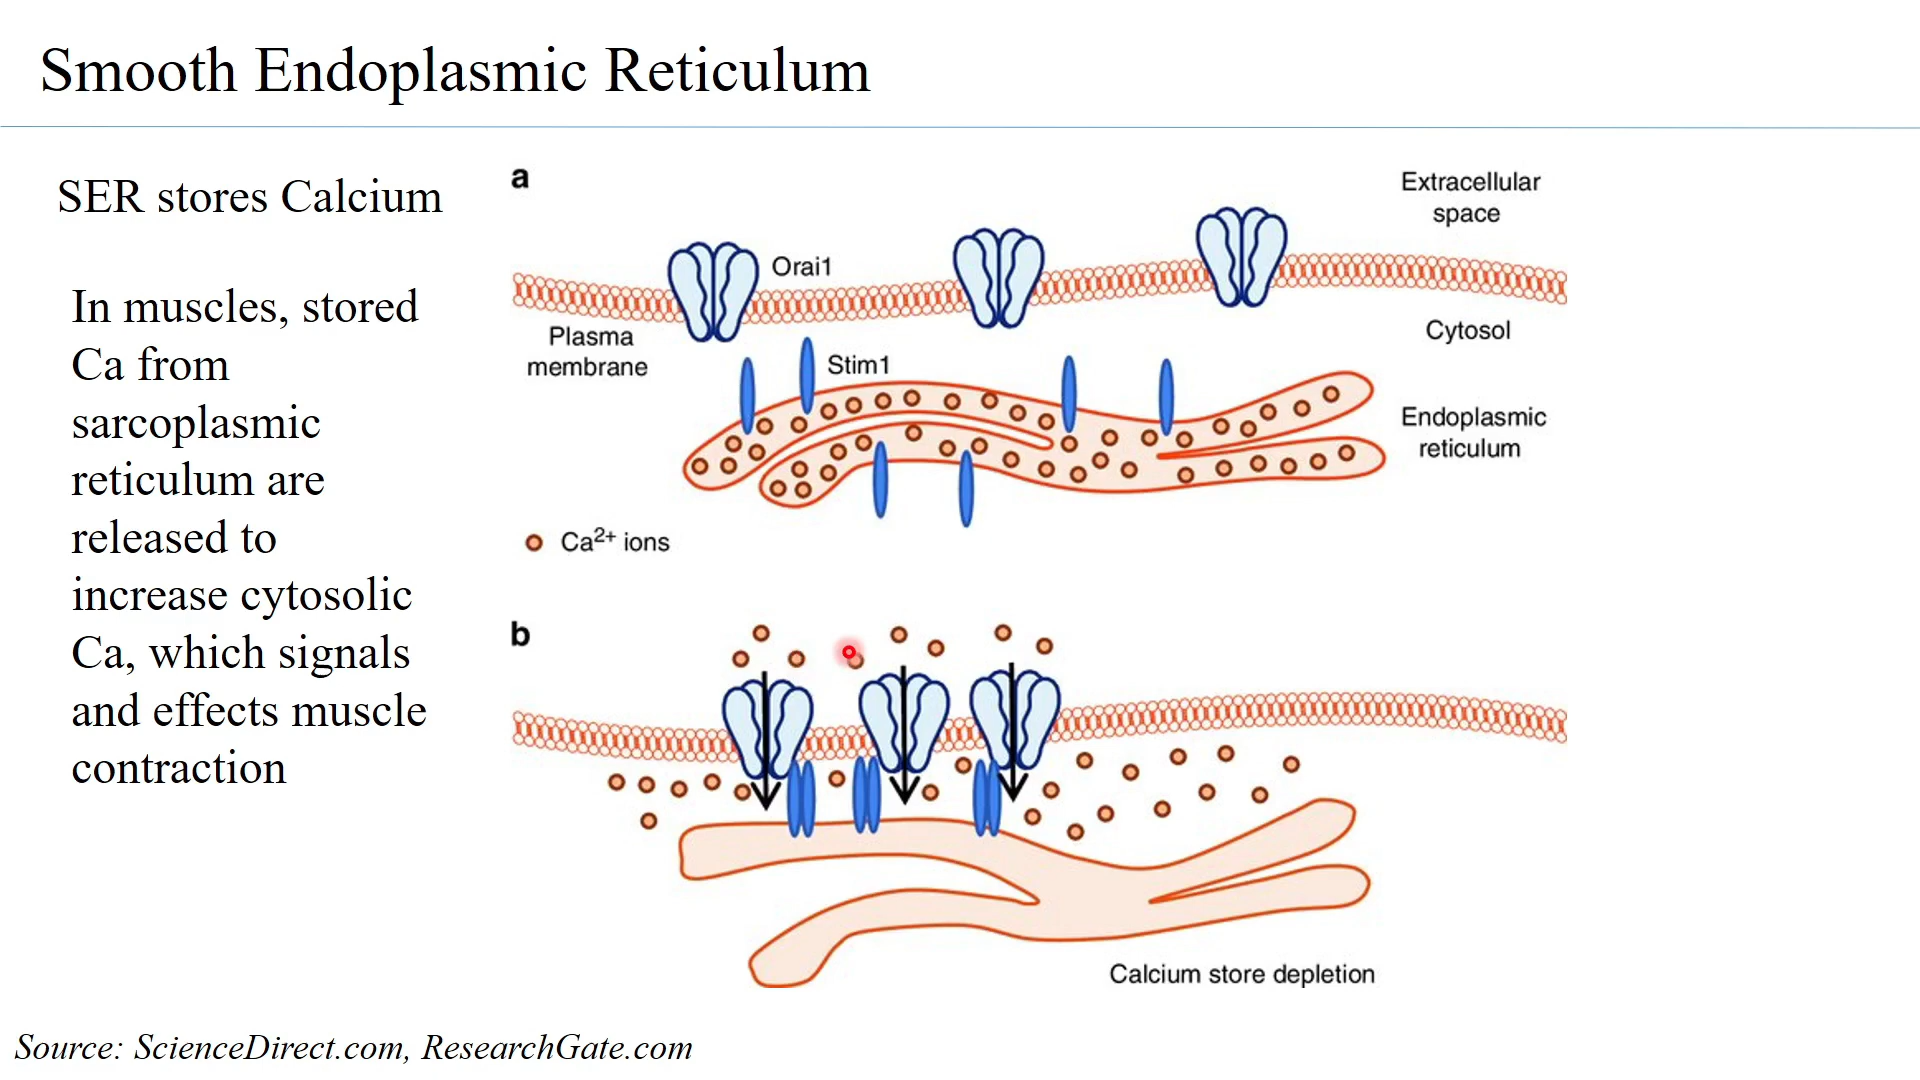 Smooth Endoplasmic Reticulum
SER stores Calcium
In muscles, stored
Ca from
sarcoplasmic
reticulum are
released to
increase cytosolic
Ca, which signals
and effects muscle
contraction
a
Extracellular
space
Orai1
Plasma
membrane
Cytosol
Stim1
Endoplasmic
reticulum
Ca²⁺ ions
b
Calcium store depletion
Source: ScienceDirect.com, ResearchGate.com